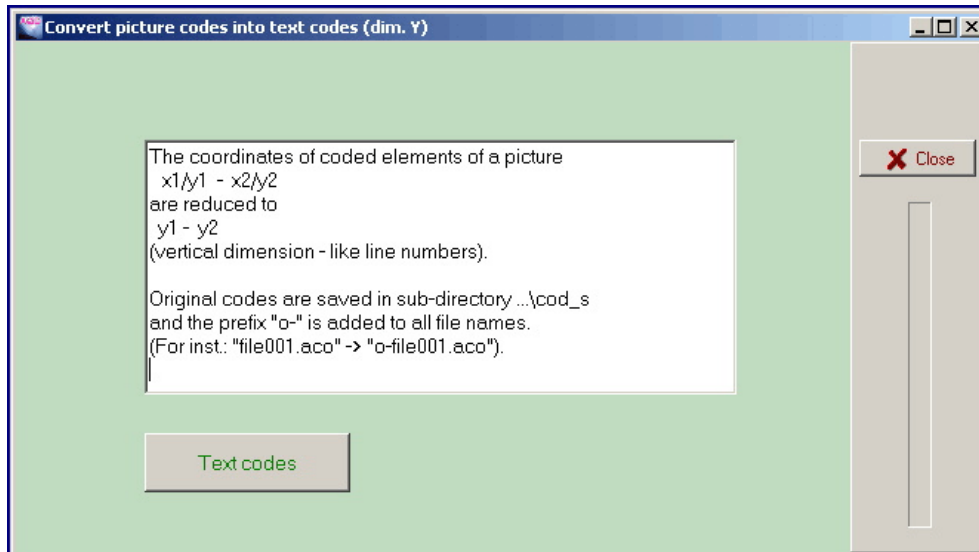 Convert picture codes into text codes (dim. Y)
The coordinates of coded elements of a picture
x1/y1 - x2/y2
are reduced to
y1 - y2
(vertical dimension - like line numbers).
Original codes are saved in sub-directory ...\cod_s
and the prefix "o-" is added to all file names.
(For inst.: "file001.aco" -> "o-file001.aco").
Close
Text codes